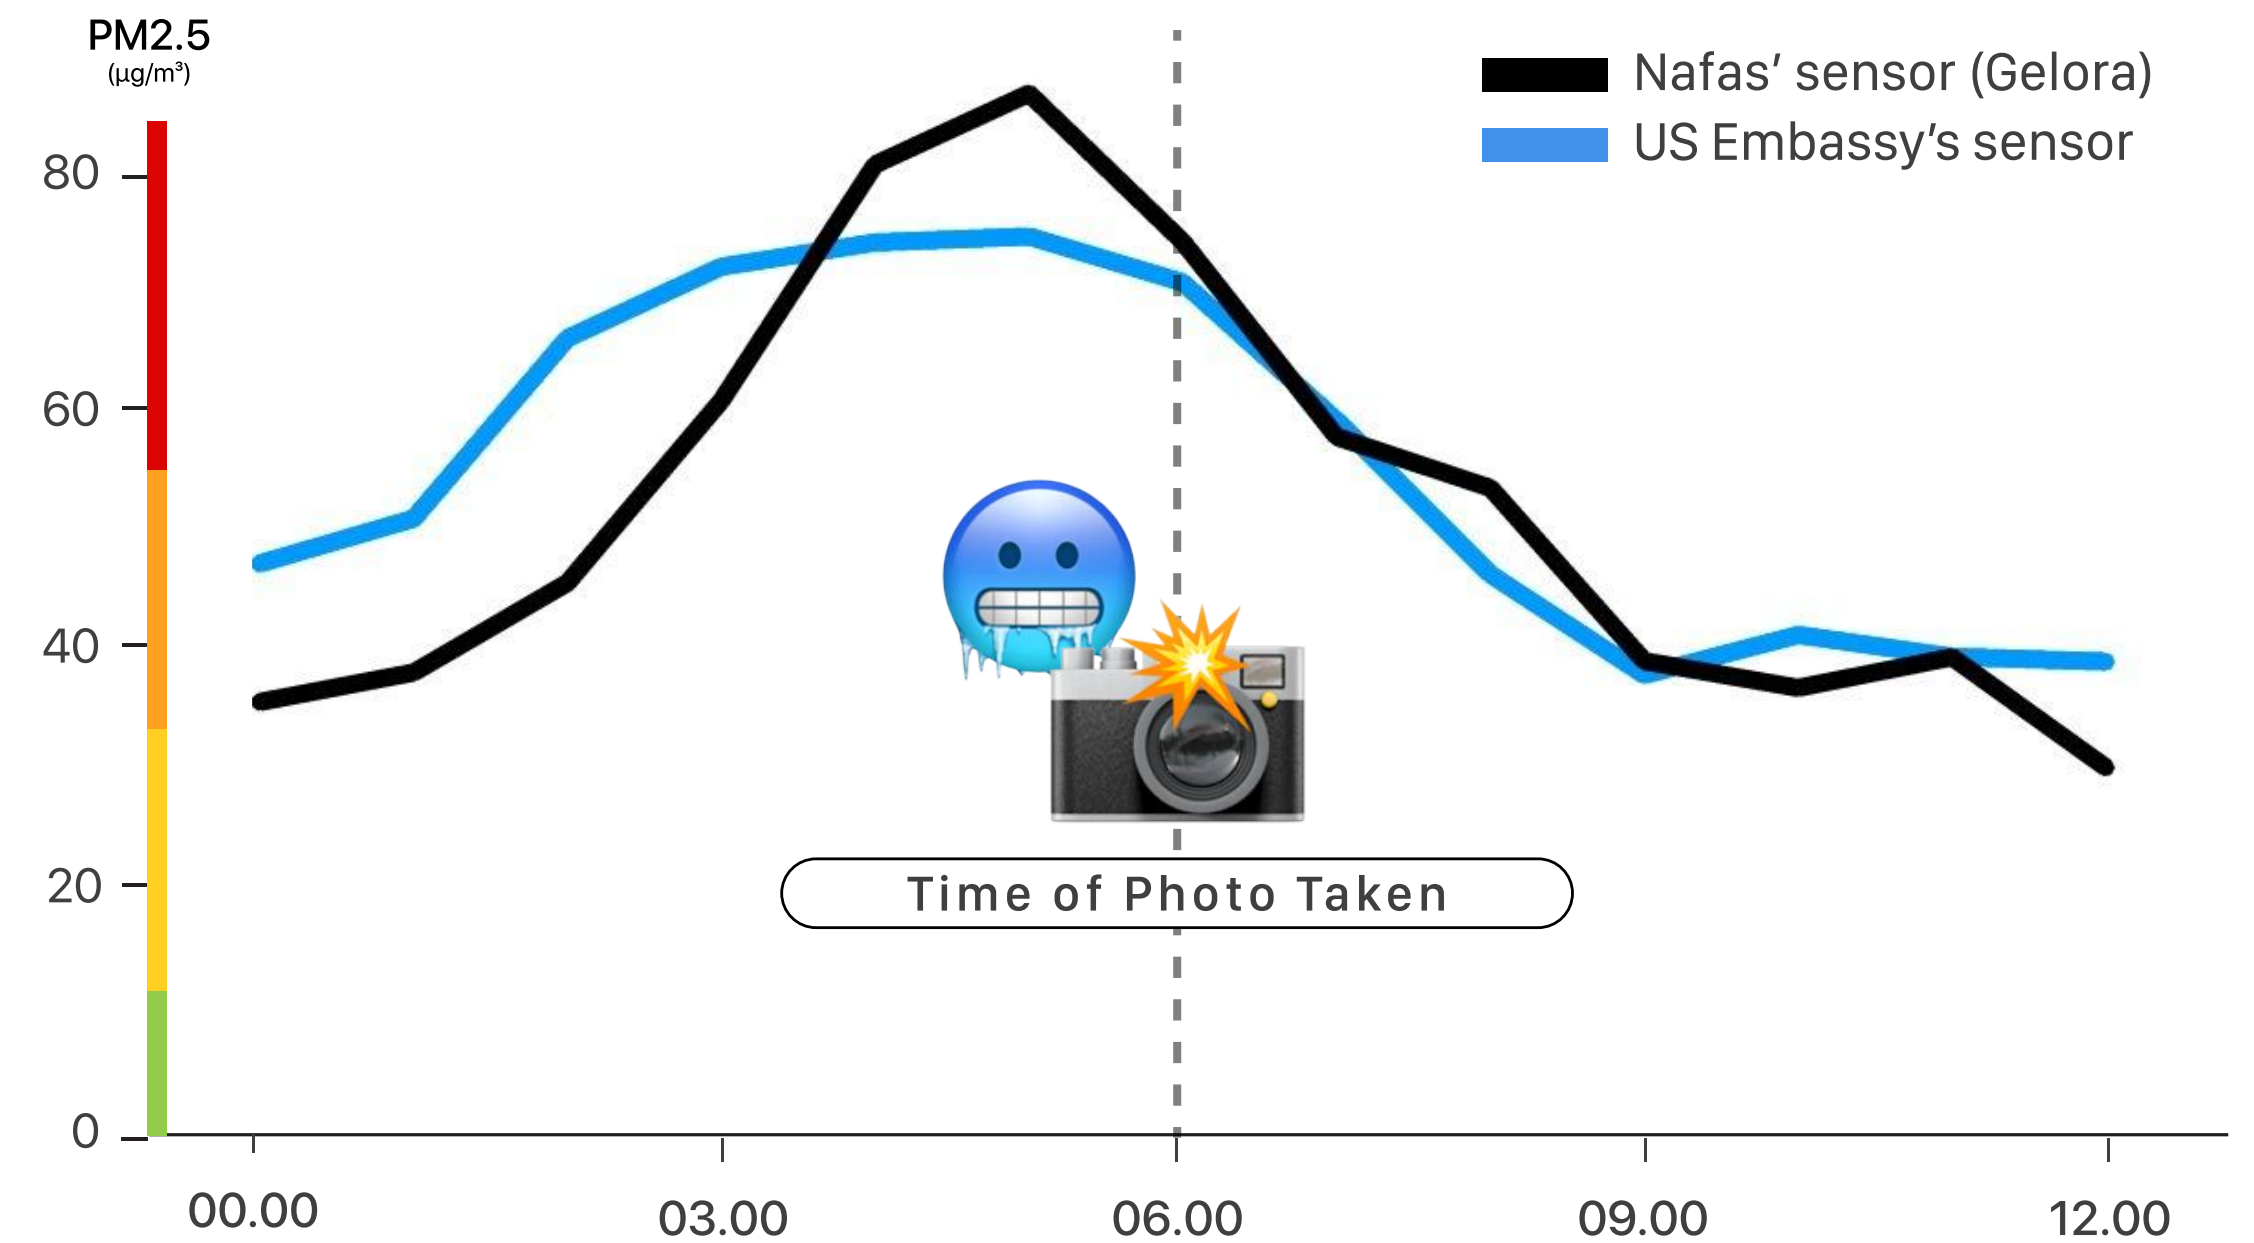 PM2.5
(μg/m³)
Nafas’ sensor (Gelora)
US Embassy’s sensor
80
60
40
20
0
Time of Photo Taken
00.00
03.00
06.00
09.00
12.00